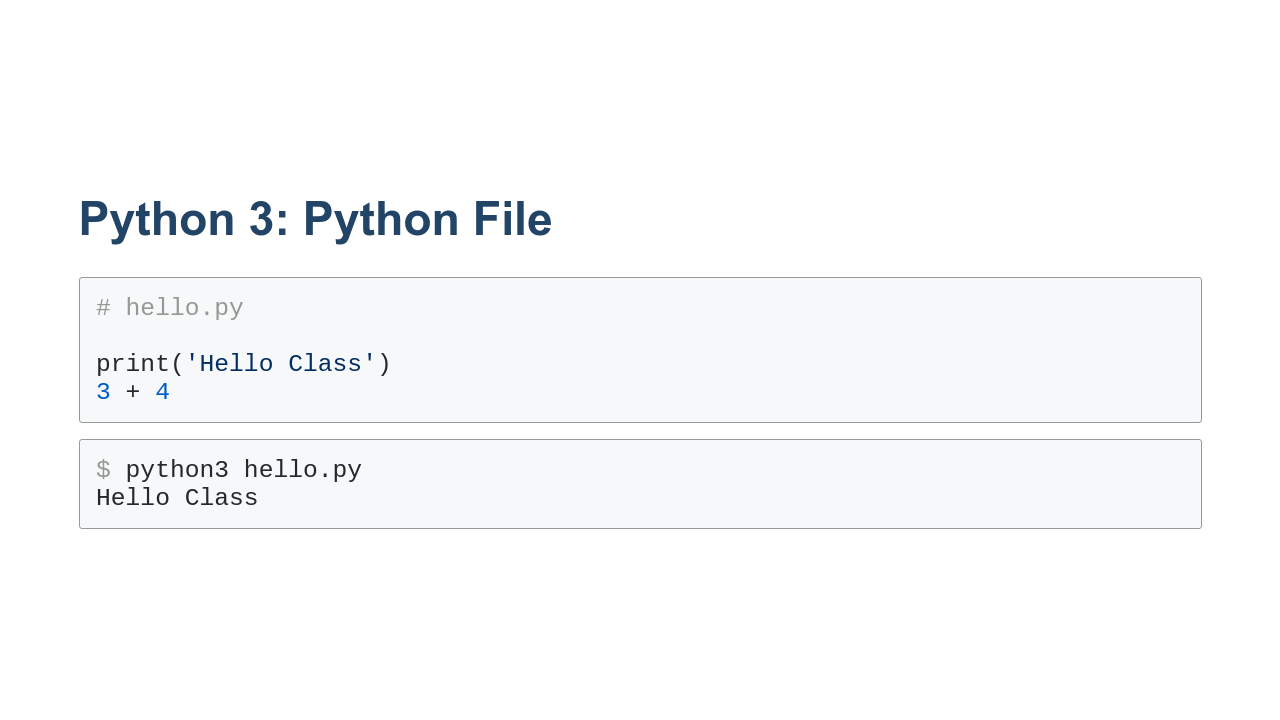 Python 3: Python File
# hello.py
print('Hello Class')
3 + 4
$ python3 hello.py
Hello Class